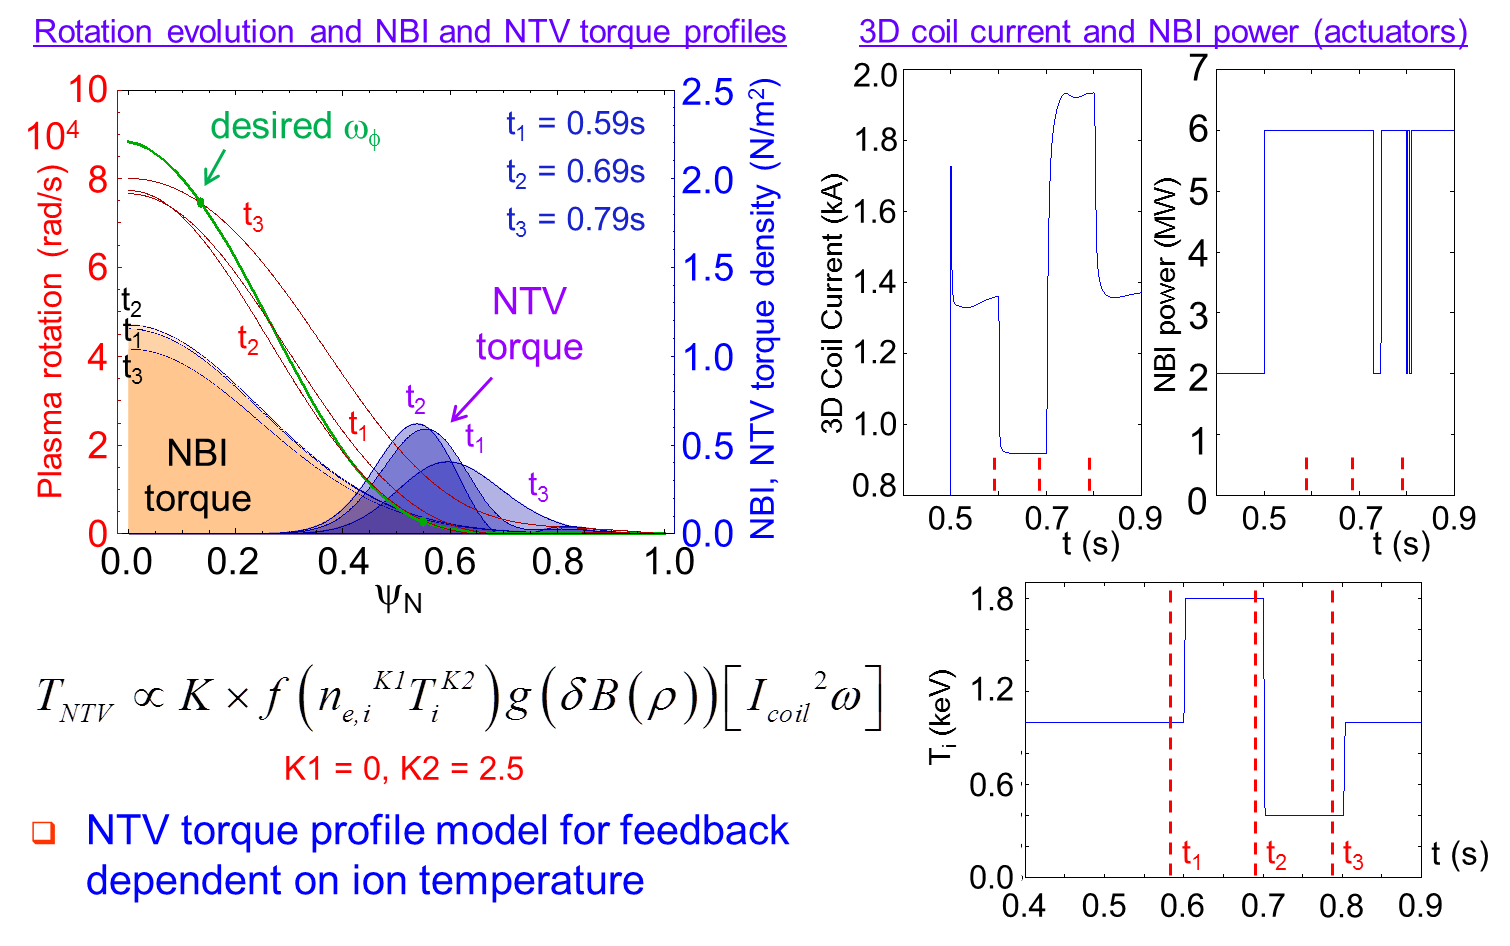 Rotation evolution and NBI and NTV torque profiles
10
10⁴
8
6
4
2
0
Plasma rotation (rad/s)
desired ω_ϕ
t₁ = 0.59s
t₂ = 0.69s
t₃ = 0.79s
t₃
t₂
t₁
t₂
t₁
t₃
NBI
torque
NTV
torque
t₂
t₁
t₃
2.5
2.0
1.5
1.0
0.5
0.0
NBI, NTV torque density (N/m²)
0.0 0.2 0.4 0.6 0.8 1.0
ψ_N
3D coil current and NBI power (actuators)
2.0
1.8
1.6
1.4
1.2
1.0
0.8
3D Coil Current (kA)
0.5 0.7 0.9
t (s)
7
6
5
4
3
2
1
0
NBI power (MW)
0.5 0.7 0.9
t (s)
1.8
1.2
0.6
0.0
T_i (keV)
t₁ t₂ t₃
t (s)
0.4 0.5 0.6 0.7 0.8 0.9
T_NTV ∝ K × f(n_e,i^K1 T_i^K2) g(δB(ρ)) [I_coil² ω]
K1 = 0, K2 = 2.5
❑ NTV torque profile model for feedback
dependent on ion temperature